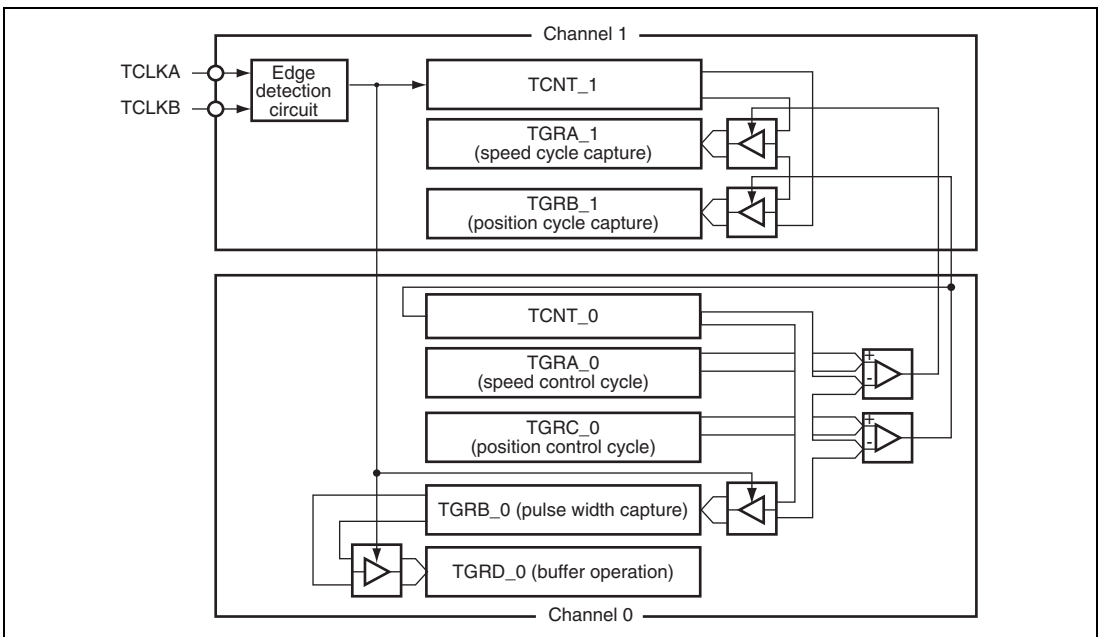 Channel 1
TCLKA
TCLKB
Edge
detection
circuit
TCNT_1
TGRA_1
(speed cycle capture)
TGRB_1
(position cycle capture)
TCNT_0
TGRA_0
(speed control cycle)
+
-
TGRC_0
(position control cycle)
+
-
TGRB_0 (pulse width capture)
TGRD_0 (buffer operation)
Channel 0